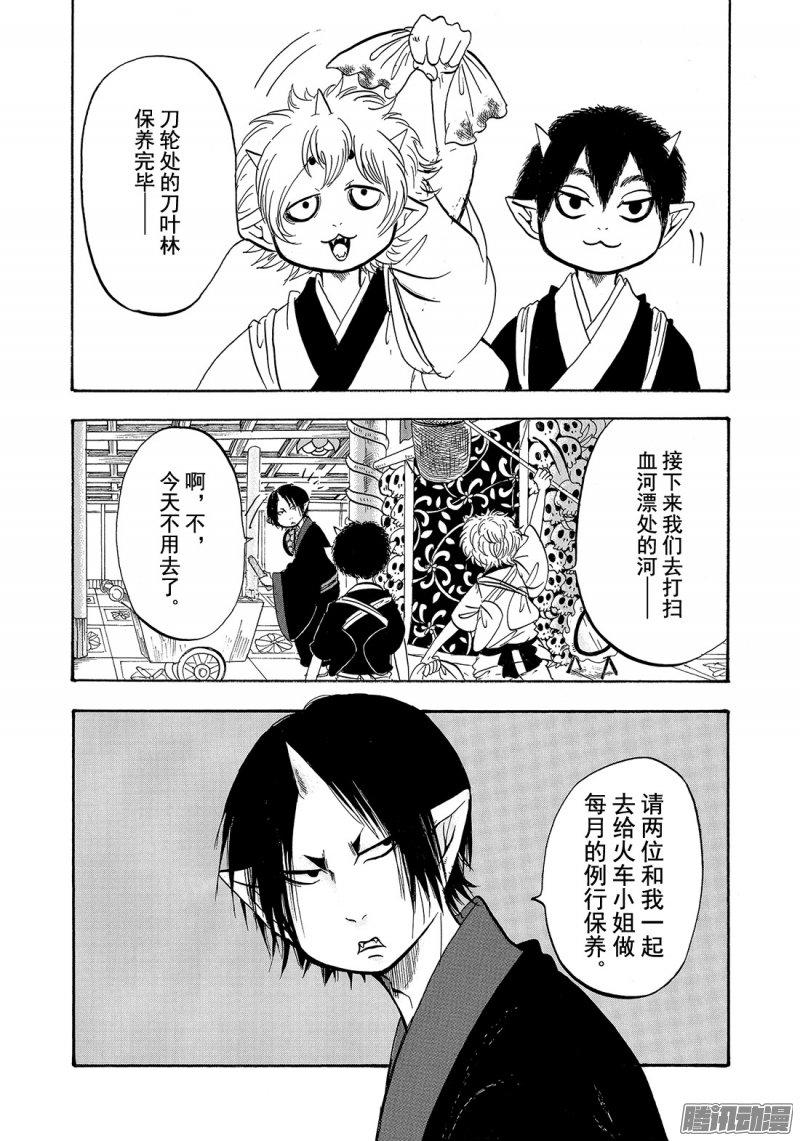 刀轮处的刀叶林
保养完毕——
接下来我们去打扫
血河漂处的河——
啊，不，
今天不用去了。
请两位和我一起
去给火车小姐做
每月的例行保养。
腾讯动漫